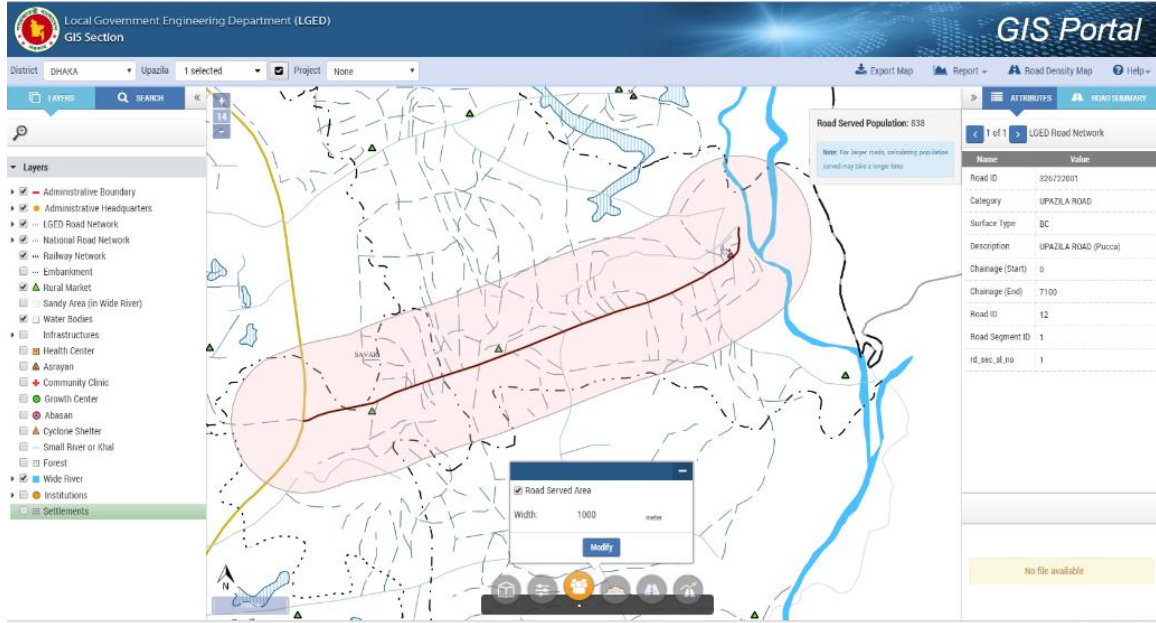 Local Government Engineering Department (LGED)
GIS Section
GIS Portal
District DHAKA Upazila 1 selected Project None
Export Map Report Road Density Map Help
LAYERS SEARCH
14
Layers
Administrative Boundary
Administrative Headquarters
LGED Road Network
National Road Network
Railway Network
Embankment
Rural Market
Sandy Area (in Wide River)
Water Bodies
Infrastructures
Health Center
Asrayan
Community Clinic
Growth Center
Abasan
Cyclone Shelter
Small River or Khal
Forest
Wide River
Institutions
Settlements
SAVAR
N
Road Served Population: 838
Note: For larger roads, calculating population
served may take a longer time
Road Served Area
Width: 1000 meter
Modify
ATTRIBUTES ROAD SUMMARY
1 of 1 LGED Road Network
Name Value
Road ID 326722001
Category UPAZILA ROAD
Surface Type BC
Description UPAZILA ROAD (Pucca)
Chainage (Start) 0
Chainage (End) 7100
Road ID 12
Road Segment ID 1
rd_sec_sl_no 1
No file available